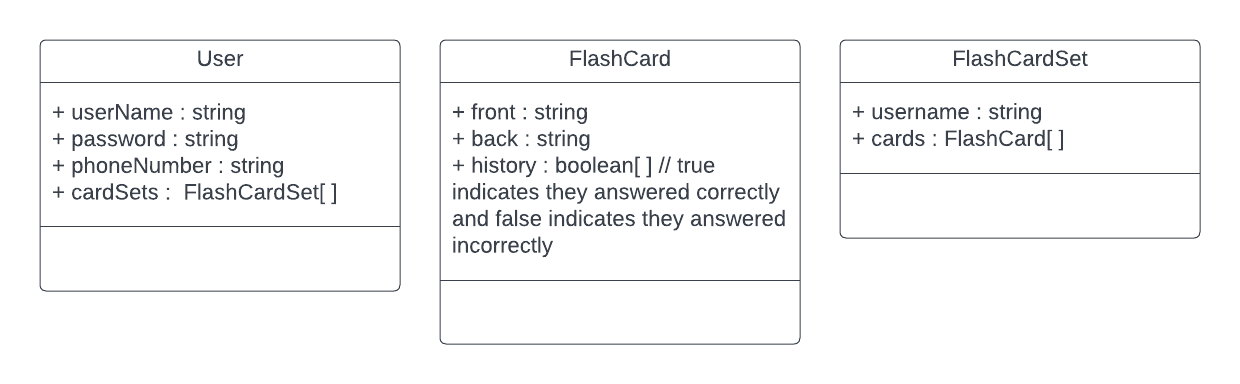 User
+ userName : string
+ password : string
+ phoneNumber : string
+ cardSets :  FlashCardSet[ ]
FlashCard
+ front : string
+ back : string
+ history : boolean[ ] // true
indicates they answered correctly
and false indicates they answered
incorrectly
FlashCardSet
+ username : string
+ cards : FlashCard[ ]